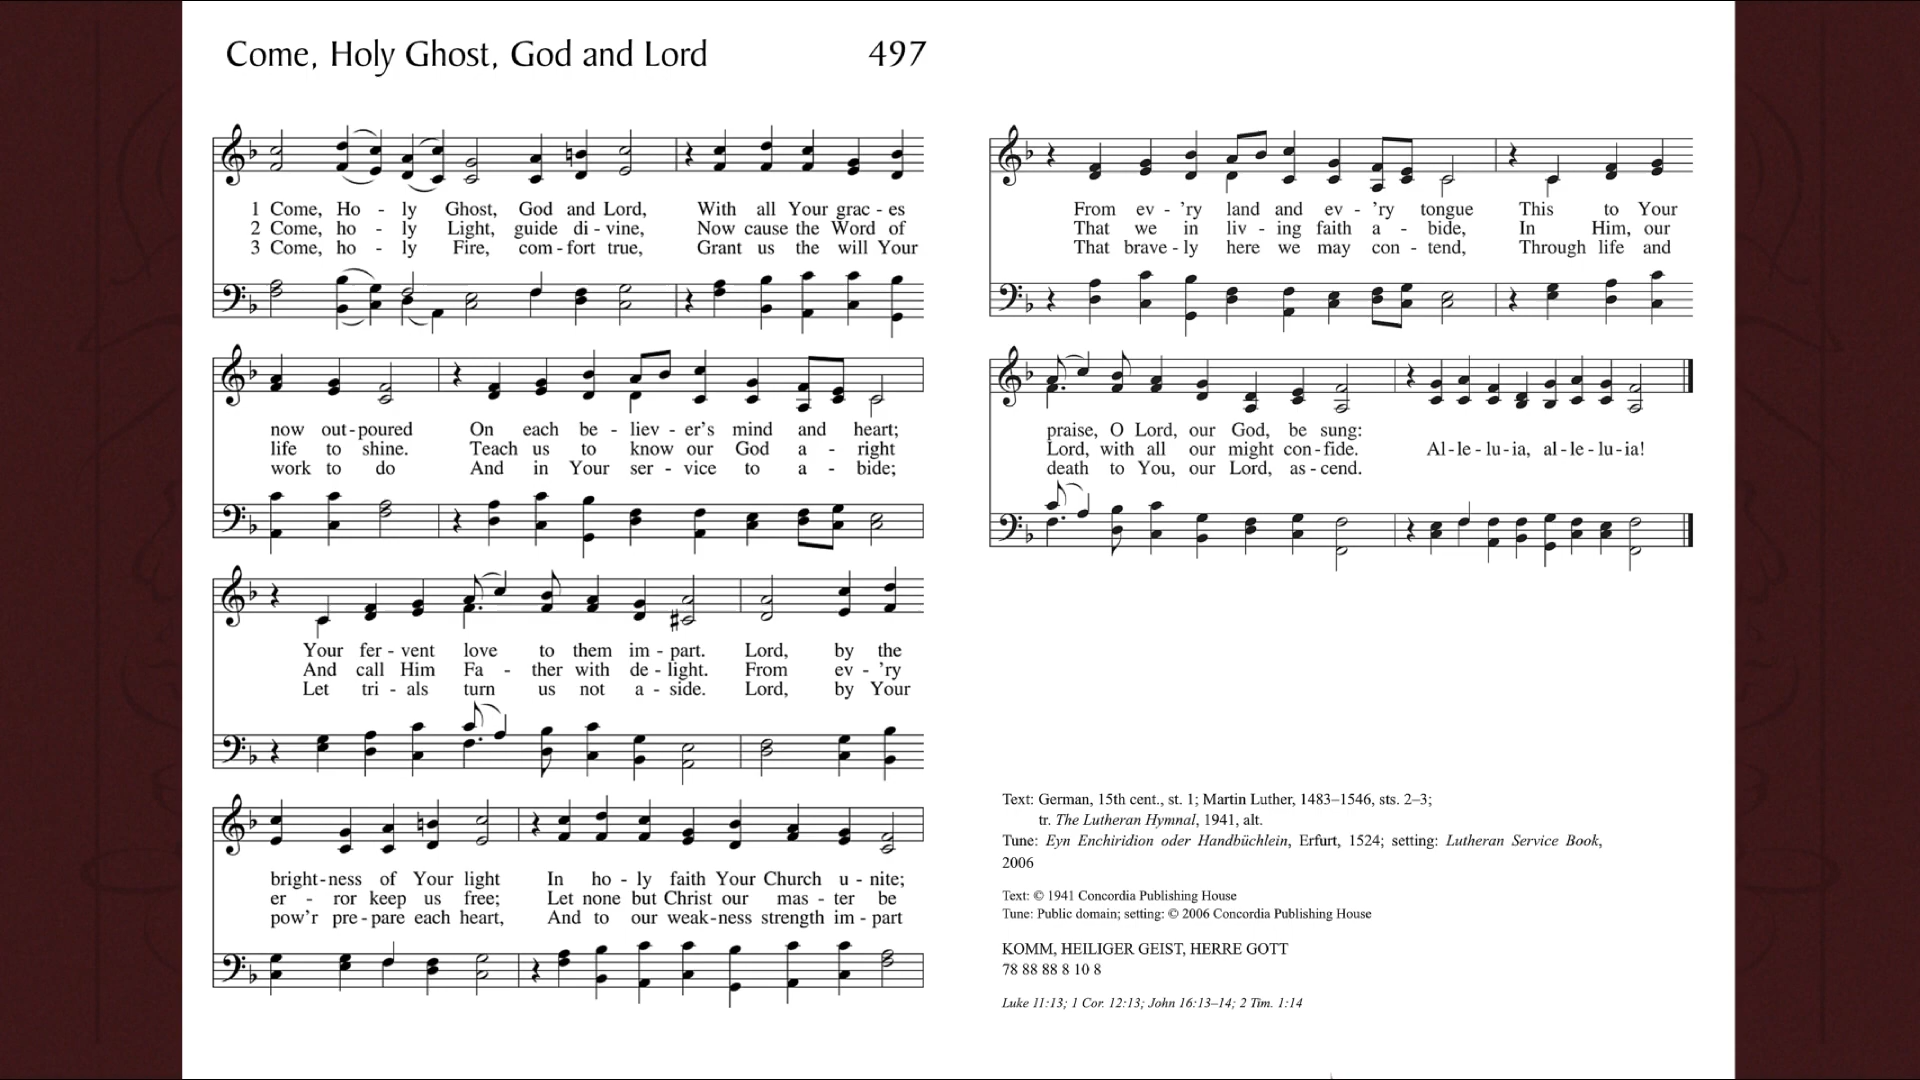 Come, Holy Ghost, God and Lord 497
1 Come, Ho - ly Ghost, God and Lord, With all Your grac - es
2 Come, ho - ly Light, guide di - vine, Now cause the Word of
3 Come, ho - ly Fire, com - fort true, Grant us the will Your
now out - poured On each be - liev - er's mind and heart;
life to shine. Teach us to know our God a - right
work to do And in Your ser - vice to a - bide;
Your fer - vent love to them im - part. Lord, by the
And call Him Fa - ther with de - light. From ev - 'ry
Let tri - als turn us not a - side. Lord, by Your
bright - ness of Your light In ho - ly faith Your Church u - nite;
er - ror keep us free; Let none but Christ our mas - ter be
pow'r pre - pare each heart, And to our weak - ness strength im - part
From ev - 'ry land and ev - 'ry tongue This to Your
That we in liv - ing faith a - bide, In Him, our
That brave - ly here we may con - tend, Through life and
praise, O Lord, our God, be sung:
Lord, with all our might con - fide. Al - le - lu - ia, al - le - lu - ia!
death to You, our Lord, as - cend.
Text: German, 15th cent., st. 1; Martin Luther, 1483–1546, sts. 2–3;
tr. The Lutheran Hymnal, 1941, alt.
Tune: Eyn Enchiridion oder Handbüchlein, Erfurt, 1524; setting: Lutheran Service Book,
2006
Text: © 1941 Concordia Publishing House
Tune: Public domain; setting: © 2006 Concordia Publishing House
KOMM, HEILIGER GEIST, HERRE GOTT
78 88 88 8 10 8
Luke 11:13; 1 Cor. 12:13; John 16:13–14; 2 Tim. 1:14